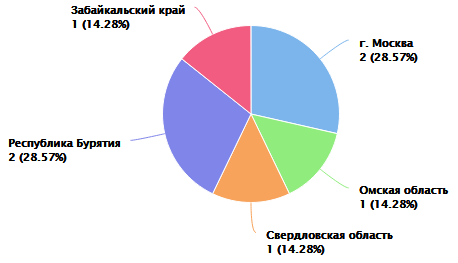 Забайкальский край
1 (14.28%)
г. Москва
2 (28.57%)
Республика Бурятия
2 (28.57%)
Омская область
1 (14.28%)
Свердловская область
1 (14.28%)